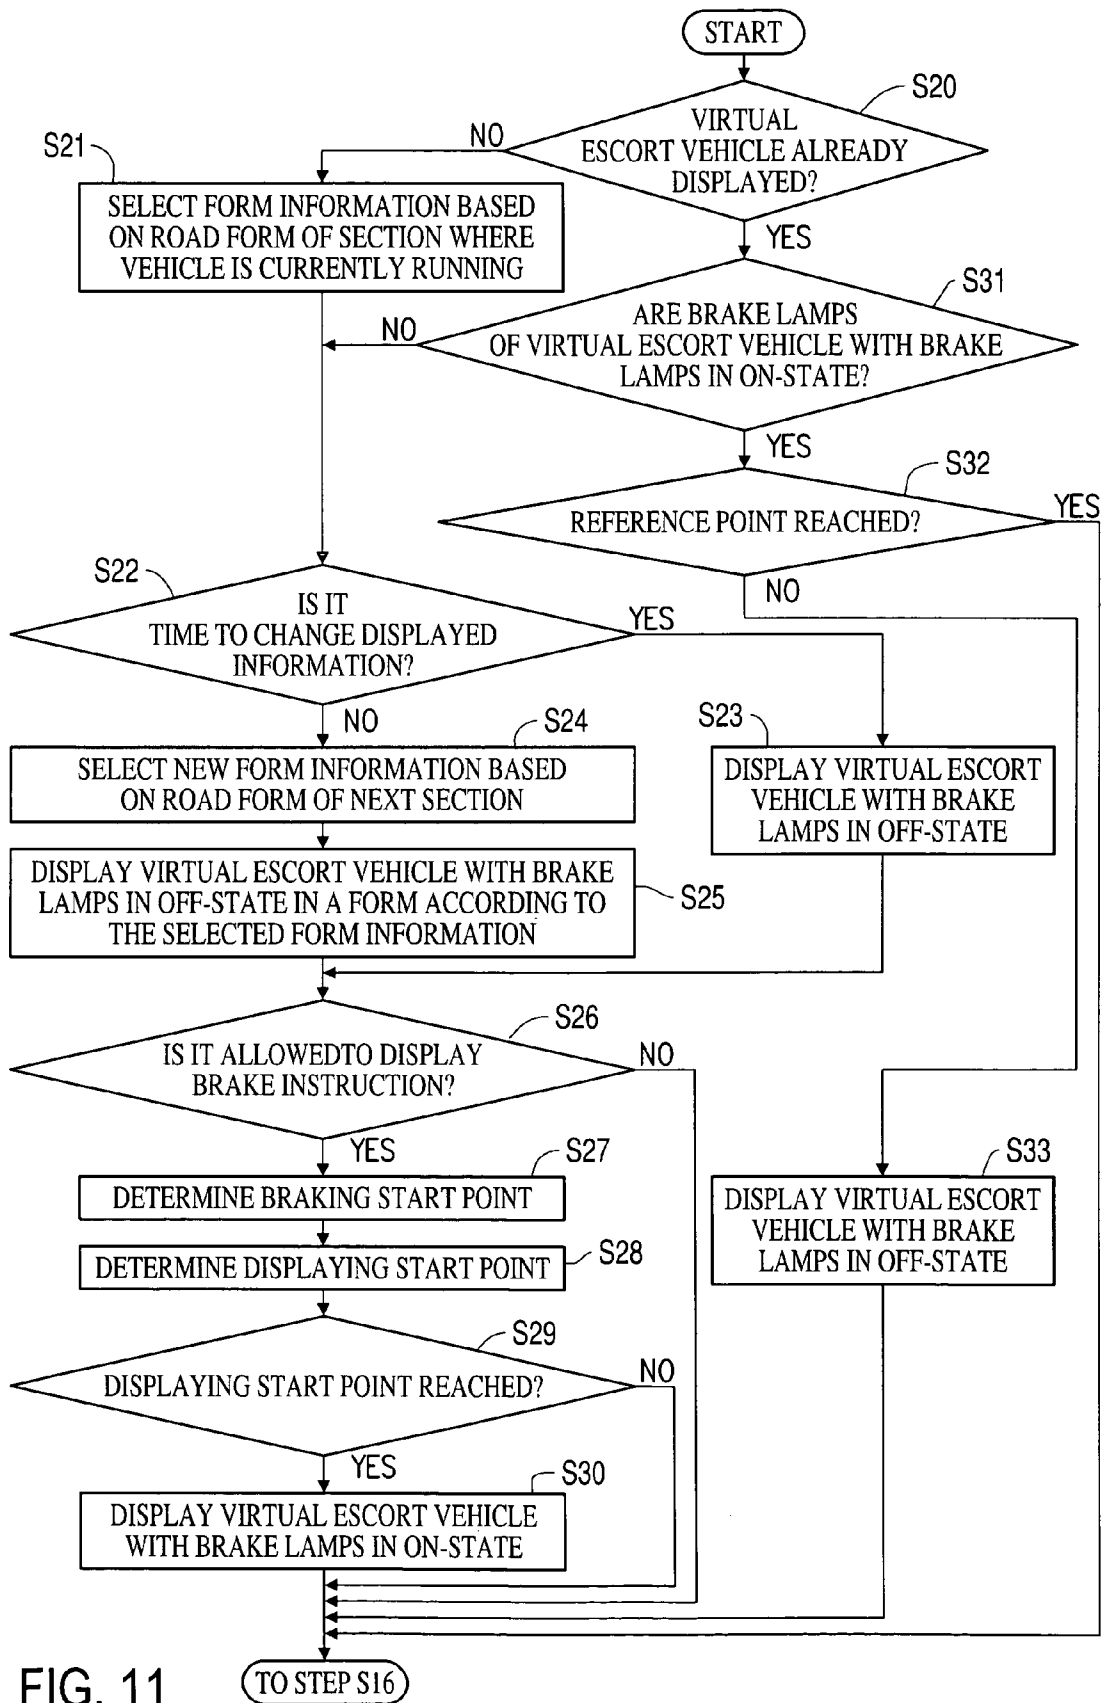 START
S20
VIRTUAL
ESCORT VEHICLE ALREADY
DISPLAYED?
NO
YES
S21
SELECT FORM INFORMATION BASED
ON ROAD FORM OF SECTION WHERE
VEHICLE IS CURRENTLY RUNNING
S31
ARE BRAKE LAMPS
OF VIRTUAL ESCORT VEHICLE WITH BRAKE
LAMPS IN ON-STATE?
NO
YES
S32
REFERENCE POINT REACHED?
YES
NO
S22
IS IT
TIME TO CHANGE DISPLAYED
INFORMATION?
YES
NO
S23
DISPLAY VIRTUAL ESCORT
VEHICLE WITH BRAKE
LAMPS IN OFF-STATE
S24
SELECT NEW FORM INFORMATION BASED
ON ROAD FORM OF NEXT SECTION
DISPLAY VIRTUAL ESCORT VEHICLE WITH BRAKE
LAMPS IN OFF-STATE IN A FORM ACCORDING TO
THE SELECTED FORM INFORMATION
S25
S26
IS IT ALLOWEDTO DISPLAY
BRAKE INSTRUCTION?
NO
YES
S27
DETERMINE BRAKING START POINT
S33
DISPLAY VIRTUAL ESCORT
VEHICLE WITH BRAKE
LAMPS IN OFF-STATE
DETERMINE DISPLAYING START POINT
S28
S29
DISPLAYING START POINT REACHED?
NO
YES
S30
DISPLAY VIRTUAL ESCORT VEHICLE
WITH BRAKE LAMPS IN ON-STATE
TO STEP S16
FIG. 11